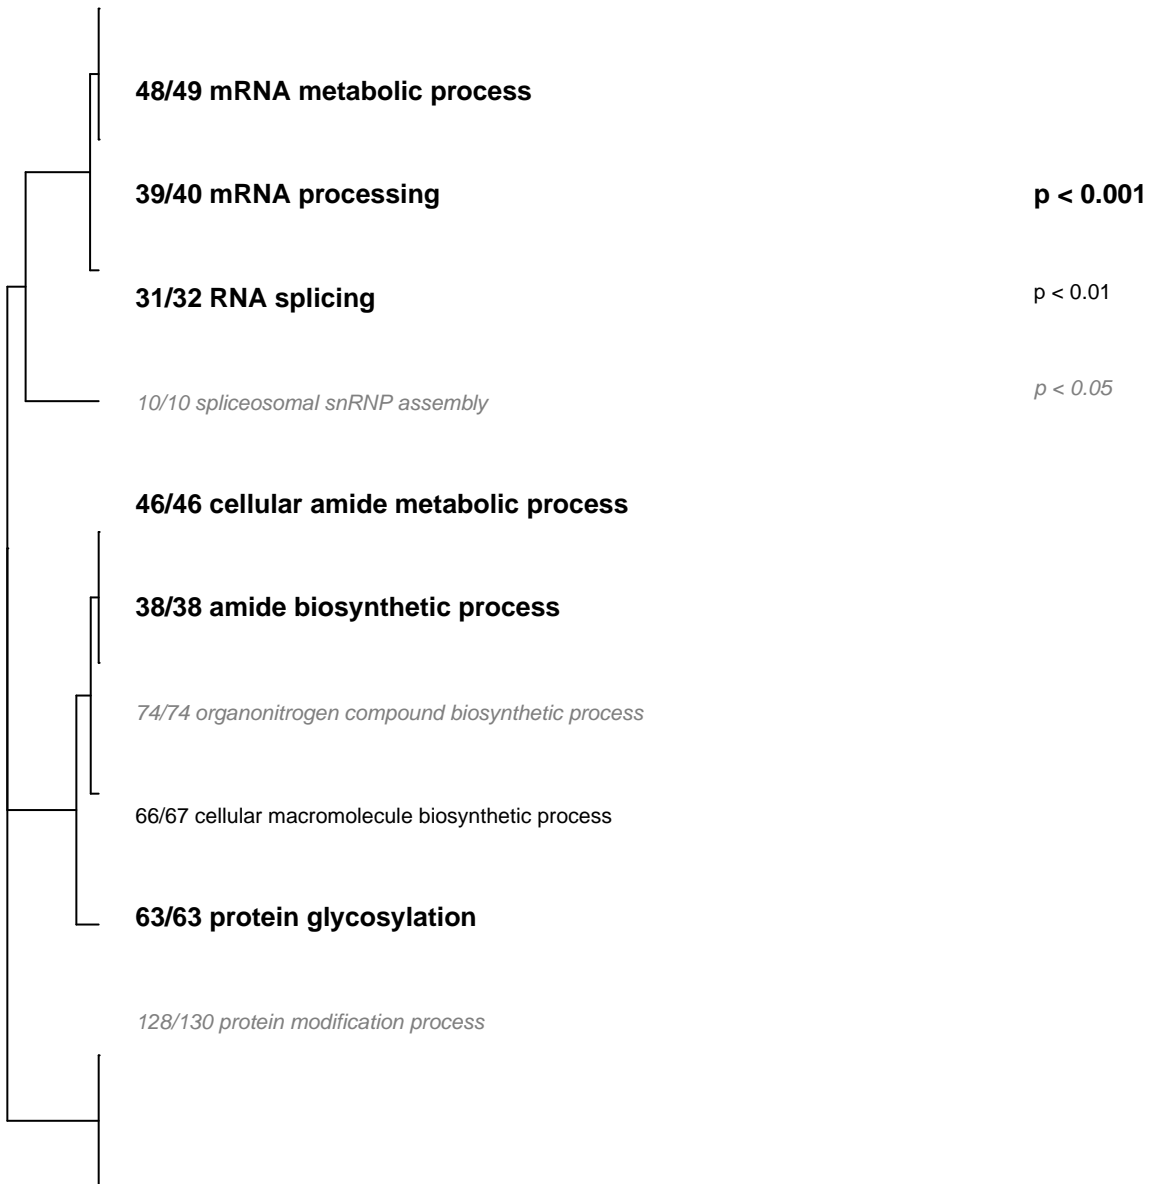 48/49 mRNA metabolic process
39/40 mRNA processing
p < 0.001
31/32 RNA splicing
p < 0.01
10/10 spliceosomal snRNP assembly
p < 0.05
46/46 cellular amide metabolic process
38/38 amide biosynthetic process
74/74 organonitrogen compound biosynthetic process
66/67 cellular macromolecule biosynthetic process
63/63 protein glycosylation
128/130 protein modification process